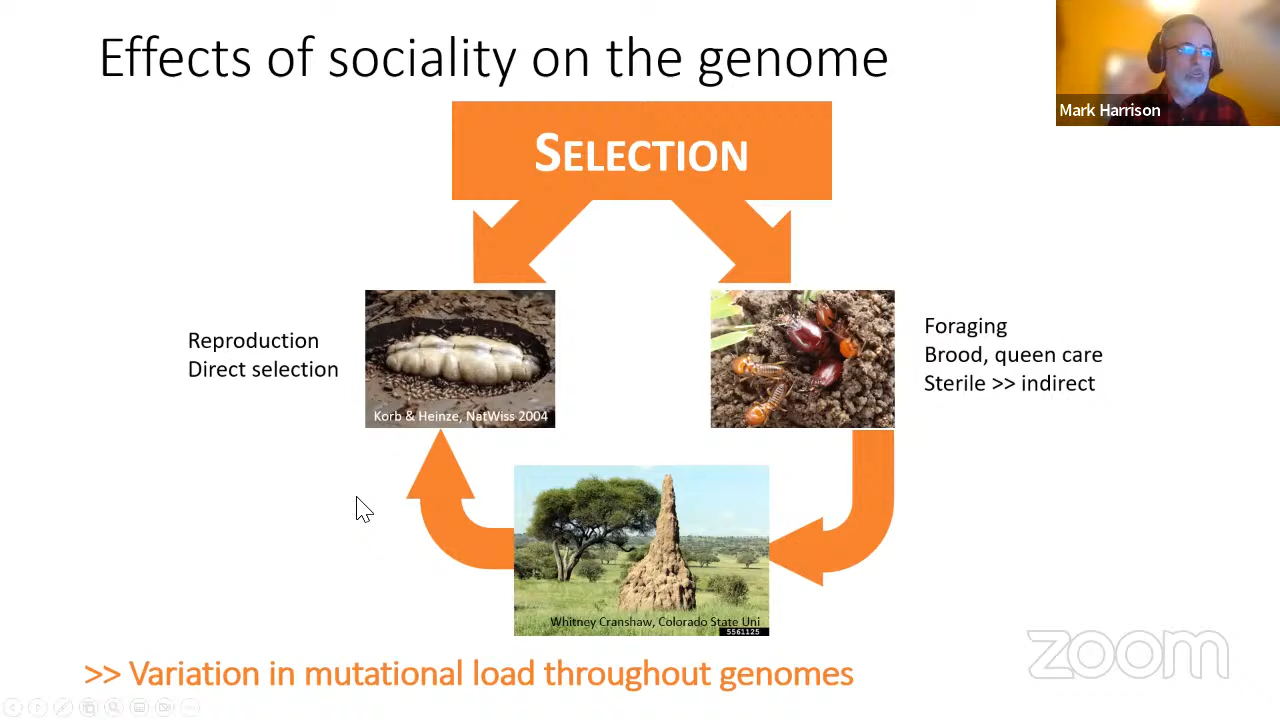 Effects of sociality on the genome
Mark Harrison
SELECTION
Reproduction
Direct selection
Korb & Heinze, NatWiss 2004
Foraging
Brood, queen care
Sterile >> indirect
Whitney Cranshaw, Colorado State Uni
5561125
>> Variation in mutational load throughout genomes
zoom